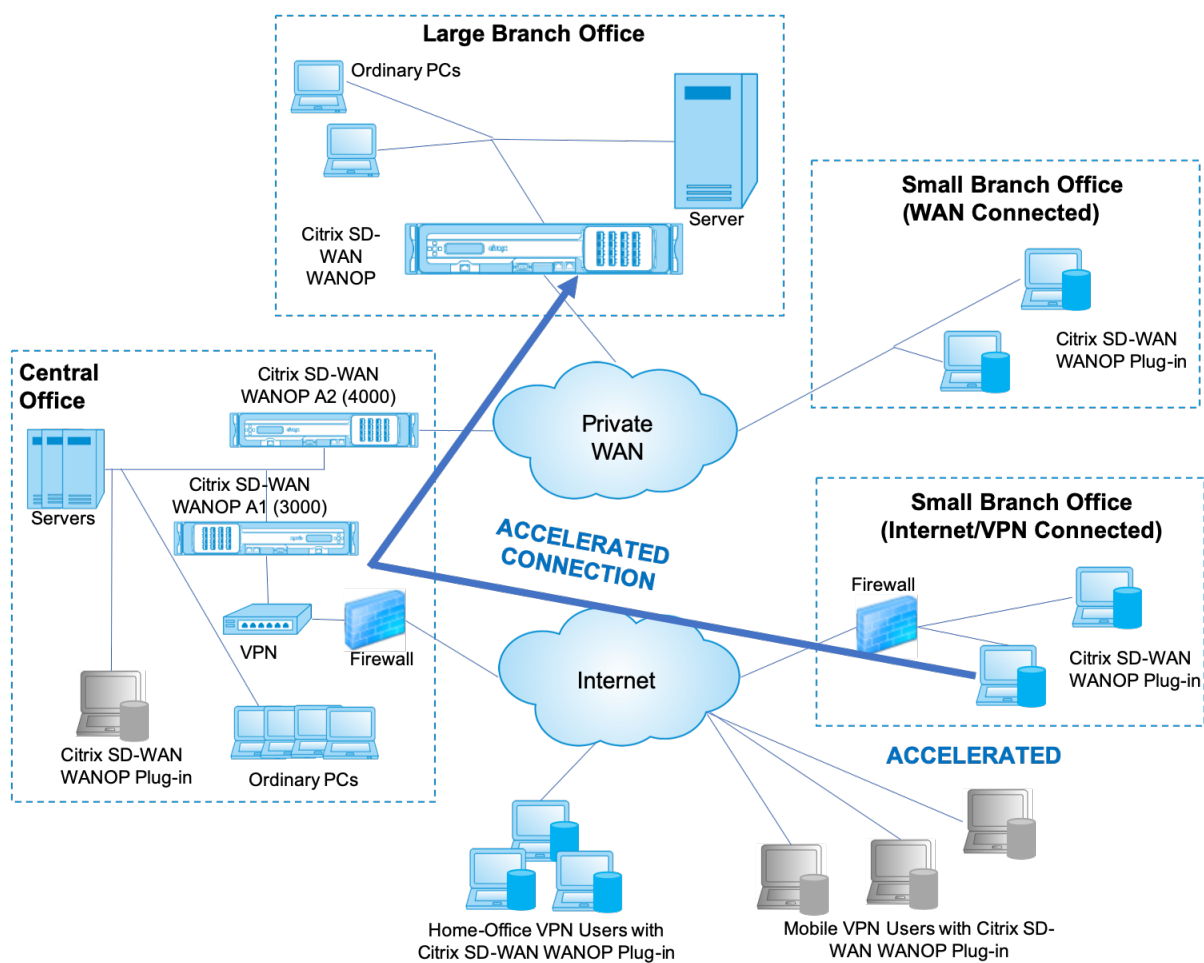 Large Branch Office
Ordinary PCs
Server
Citrix SD-
WAN
WANOP
Small Branch Office
(WAN Connected)
Citrix SD-WAN
WANOP Plug-in
Central
Office
Citrix SD-WAN
WANOP A2 (4000)
Servers
Citrix SD-WAN
WANOP A1 (3000)
VPN
Firewall
Citrix SD-WAN
WANOP Plug-in
Ordinary PCs
Private
WAN
ACCELERATED
CONNECTION
Small Branch Office
(Internet/VPN Connected)
Firewall
Citrix SD-WAN
WANOP Plug-in
Internet
ACCELERATED
Home-Office VPN Users with
Citrix SD-WAN WANOP Plug-in
Mobile VPN Users with Citrix SD-
WAN WANOP Plug-in